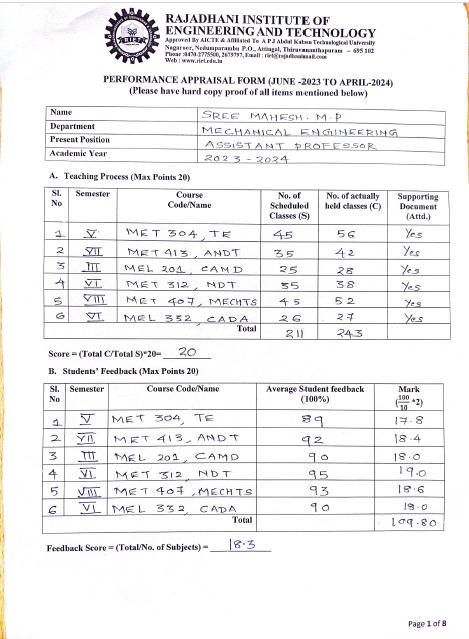 RAJADHANI INSTITUTE OF
ENGINEERING AND TECHNOLOGY
Approved By AICTE & Affiliated To A P J Abdul Kalam Technological University
Nagaroor, Nedumparambu P.O., Attingal, Thiruvananthapuram - 695 102
Phone :0470-2775500, 2679797, Email : riet@rajadhanimail.com
Web : www.riet.edu.in
PERFORMANCE APPRAISAL FORM (JUNE -2023 TO APRIL-2024)
(Please have hard copy proof of all items mentioned below)
Name SREE MAHESH. M.P
Department MECHANICAL ENGINEERING
Present Position ASSISTANT PROFESSOR
Academic Year 2023 - 2024
A. Teaching Process (Max Points 20)
Sl. No Semester Course Code/Name No. of Scheduled Classes (S) No. of actually held classes (C) Supporting Document (Attd.)
1 V MET 304, TE 45 56 Yes
2 VII MET 413, ANDT 35 42 Yes
3 III MEL 201, CAMD 25 28 Yes
4 VI MET 312, NDT 35 38 Yes
5 VIII MET 407, MECHTS 45 52 Yes
6 VI MEL 332, CADA 26 27 Yes
Total 211 243
Score = (Total C/Total S)*20= 20
B. Students' Feedback (Max Points 20)
Sl. No Semester Course Code/Name Average Student feedback (100%) Mark (100/10 *2)
1 V MET 304, TE 89 17.8
2 VII MET 413, ANDT 92 18.4
3 III MEL 201, CAMD 90 18.0
4 VI MET 312, NDT 95 19.0
5 VIII MET 407, MECHTS 93 18.6
6 VI MEL 332, CADA 90 18.0
Total 109.80
Feedback Score = (Total/No. of Subjects) = 18.3
Page 1 of 8